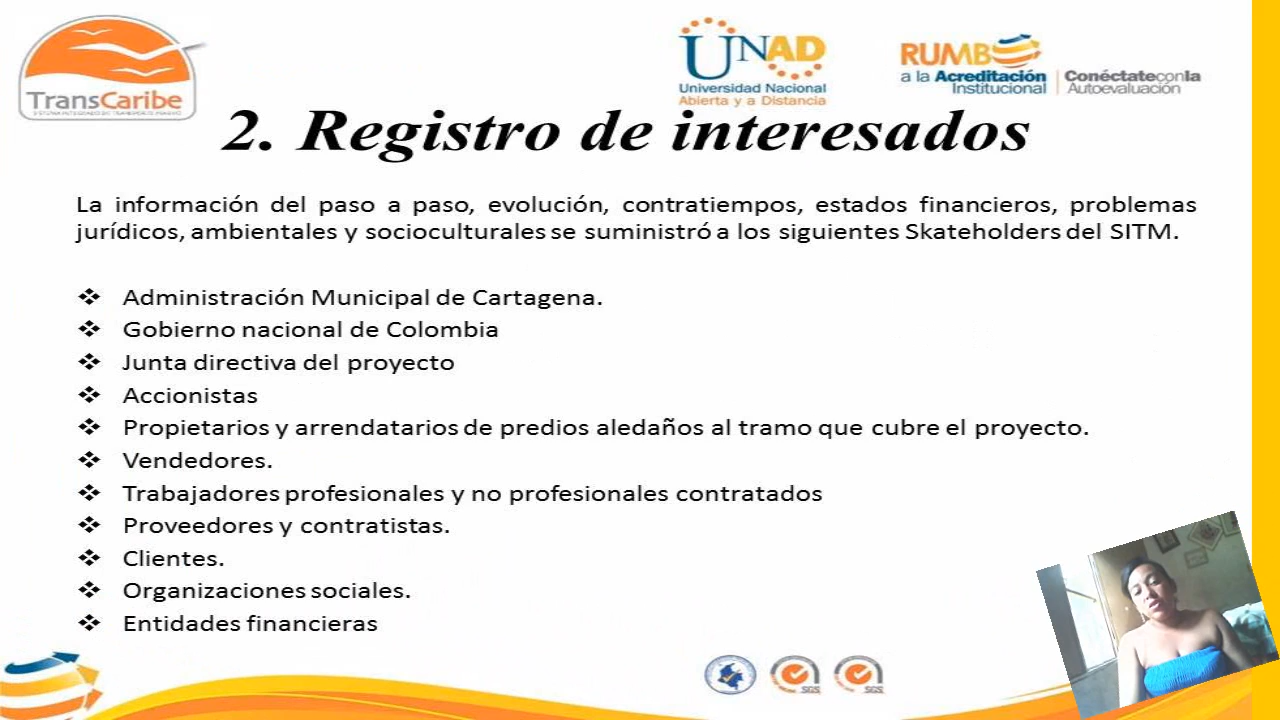 TransCaribe
SISTEMA INTEGRADO DE TRANSPORTE MASIVO
UNAD
Universidad Nacional
Abierta y a Distancia
RUMBO
a la Acreditación
Institucional
Conéctateconla
Autoevaluación
2. Registro de interesados
La información del paso a paso, evolución, contratiempos, estados financieros, problemas
jurídicos, ambientales y socioculturales se suministró a los siguientes Skateholders del SITM.
❖ Administración Municipal de Cartagena.
❖ Gobierno nacional de Colombia
❖ Junta directiva del proyecto
❖ Accionistas
❖ Propietarios y arrendatarios de predios aledaños al tramo que cubre el proyecto.
❖ Vendedores.
❖ Trabajadores profesionales y no profesionales contratados
❖ Proveedores y contratistas.
❖ Clientes.
❖ Organizaciones sociales.
❖ Entidades financieras
SGS
SGS